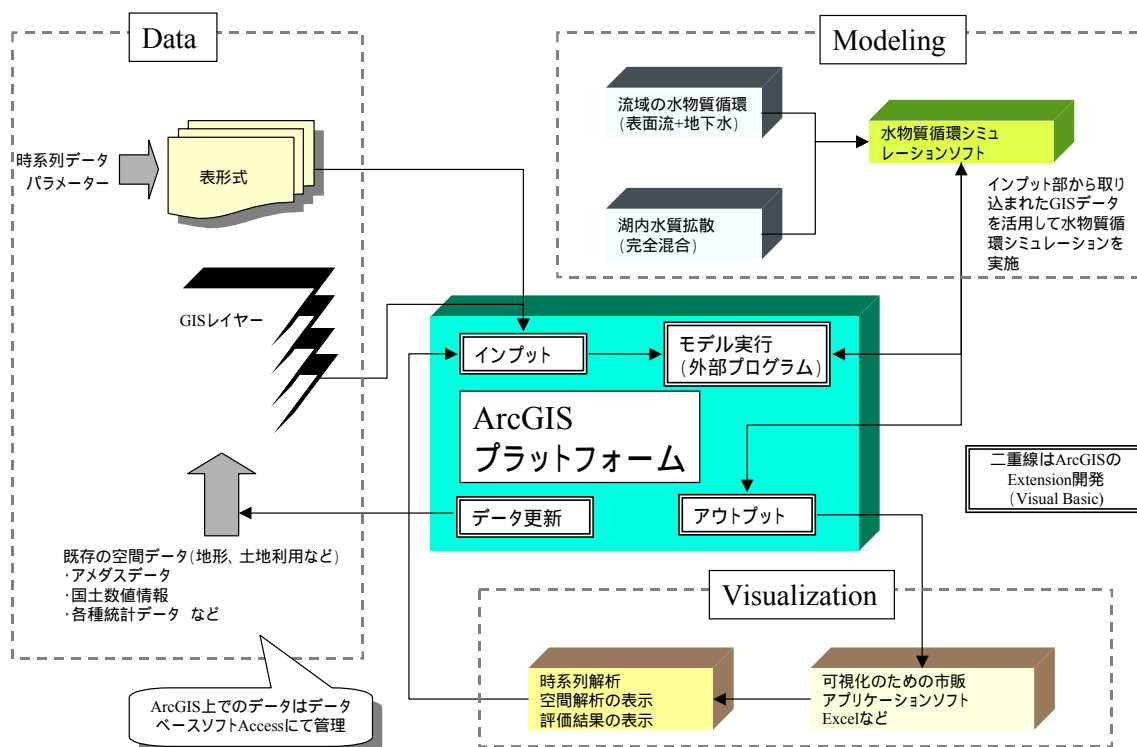 Data
時系列データ
パラメーター
表形式
GISレイヤー
既存の空間データ(地形、土地利用など)
・アメダスデータ
・国土数値情報
・各種統計データ など
ArcGIS上でのデータはデータ
ベースソフトAccessにて管理
Modeling
流域の水物質循環
(表面流+地下水)
湖内水質拡散
(完全混合)
水物質循環シミュ
レーションソフト
インプット部から取り
込まれたGISデータ
を活用して水物質循
環シミュレーションを
実施
インプット
モデル実行
(外部プログラム)
ArcGIS
プラットフォーム
データ更新
アウトプット
二重線はArcGISの
Extension開発
(Visual Basic)
Visualization
時系列解析
空間解析の表示
評価結果の表示
可視化のための市販
アプリケーションソフト
Excelなど